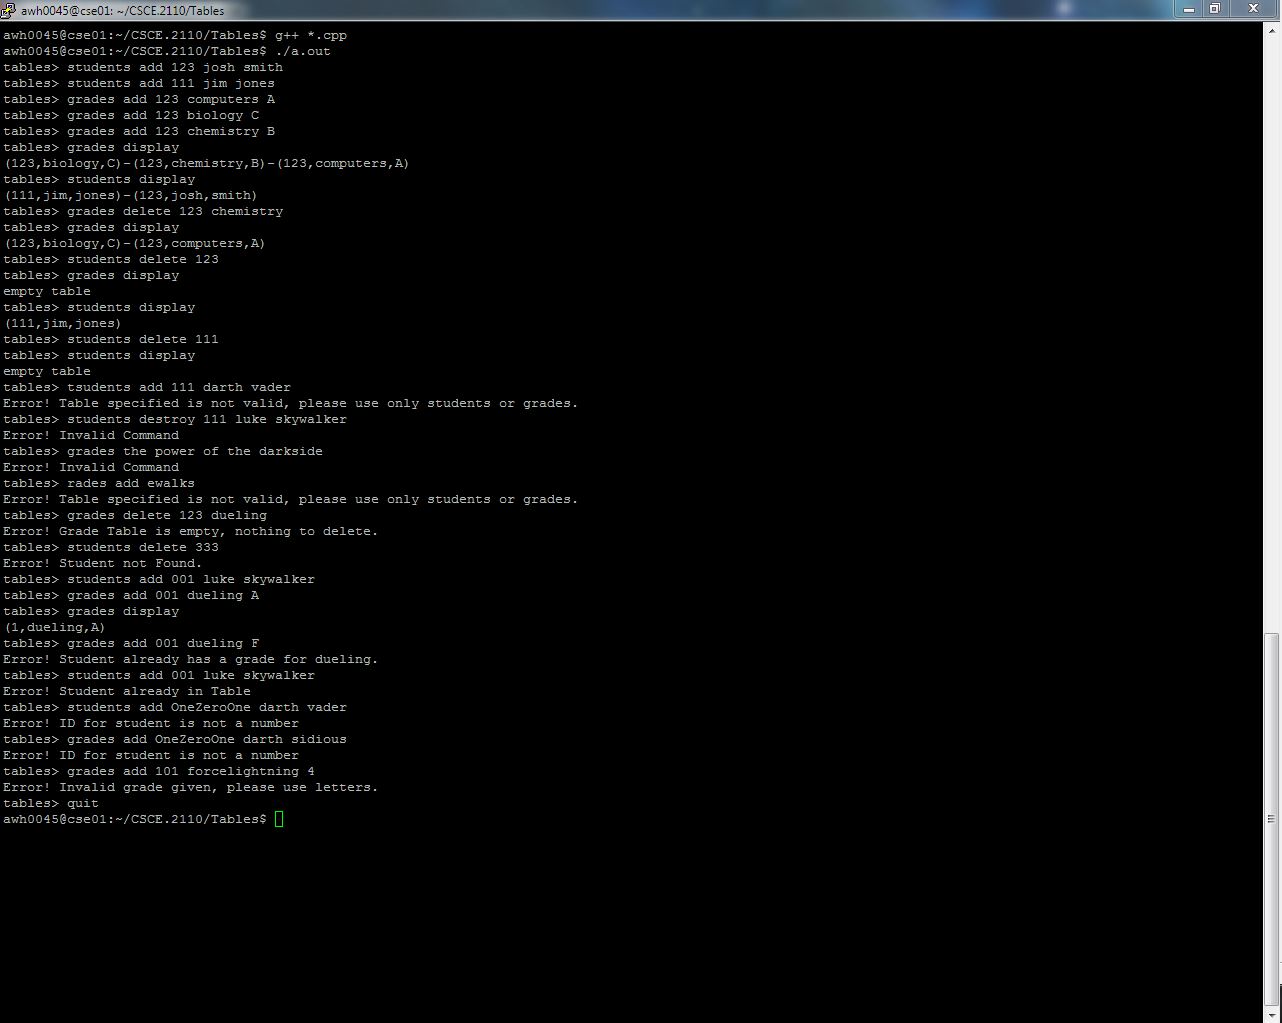 awh0045@cse01: ~/CSCE.2110/Tables
awh0045@cse01:~/CSCE.2110/Tables$ g++ *.cpp
awh0045@cse01:~/CSCE.2110/Tables$ ./a.out
tables> students add 123 josh smith
tables> students add 111 jim jones
tables> grades add 123 computers A
tables> grades add 123 biology C
tables> grades add 123 chemistry B
tables> grades display
(123,biology,C)-(123,chemistry,B)-(123,computers,A)
tables> students display
(111,jim,jones)-(123,josh,smith)
tables> grades delete 123 chemistry
tables> grades display
(123,biology,C)-(123,computers,A)
tables> students delete 123
tables> grades display
empty table
tables> students display
(111,jim,jones)
tables> students delete 111
tables> students display
empty table
tables> tsudents add 111 darth vader
Error! Table specified is not valid, please use only students or grades.
tables> students destroy 111 luke skywalker
Error! Invalid Command
tables> grades the power of the darkside
Error! Invalid Command
tables> rades add ewalks
Error! Table specified is not valid, please use only students or grades.
tables> grades delete 123 dueling
Error! Grade Table is empty, nothing to delete.
tables> students delete 333
Error! Student not Found.
tables> students add 001 luke skywalker
tables> grades add 001 dueling A
tables> grades display
(1,dueling,A)
tables> grades add 001 dueling F
Error! Student already has a grade for dueling.
tables> students add 001 luke skywalker
Error! Student already in Table
tables> students add OneZeroOne darth vader
Error! ID for student is not a number
tables> grades add OneZeroOne darth sidious
Error! ID for student is not a number
tables> grades add 101 forcelightning 4
Error! Invalid grade given, please use letters.
tables> quit
awh0045@cse01:~/CSCE.2110/Tables$